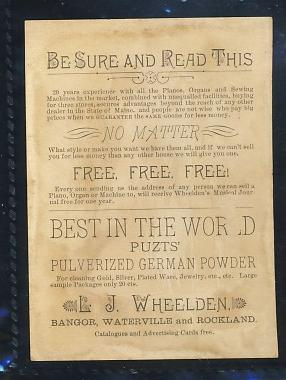 BE SURE AND READ THIS
29 years experience with all the Pianos, Organs and Sewing
Machines in the market, combined with unequalled facilities, buying
for three stores, secures advantages beyond the reach of any other
dealer in the State of Maine, and people are not wise who pay big
prices when we GUARANTEE the SAME GOODS for less money.
NO MATTER
What style or make you want we have them all, and if we can't sell
you for less money than any other house we will give you one,
FREE, FREE, FREE!
Every one sending us the address of any person we can sell a
Piano, Organ or Machine to, will receive Wheelden's Musical Jour
nal free for one year.
BEST IN THE WOR .D
PUZTS'
PULVERIZED GERMAN POWDER
For cleaning Gold, Silver, Plated Ware, Jewelry, etc., etc. Large
sample Packages only 20 cts.
L J. WHEELDEN,
BANGOR, WATERVILLE and ROCKLAND.
Catalogues and Advertising Cards free.